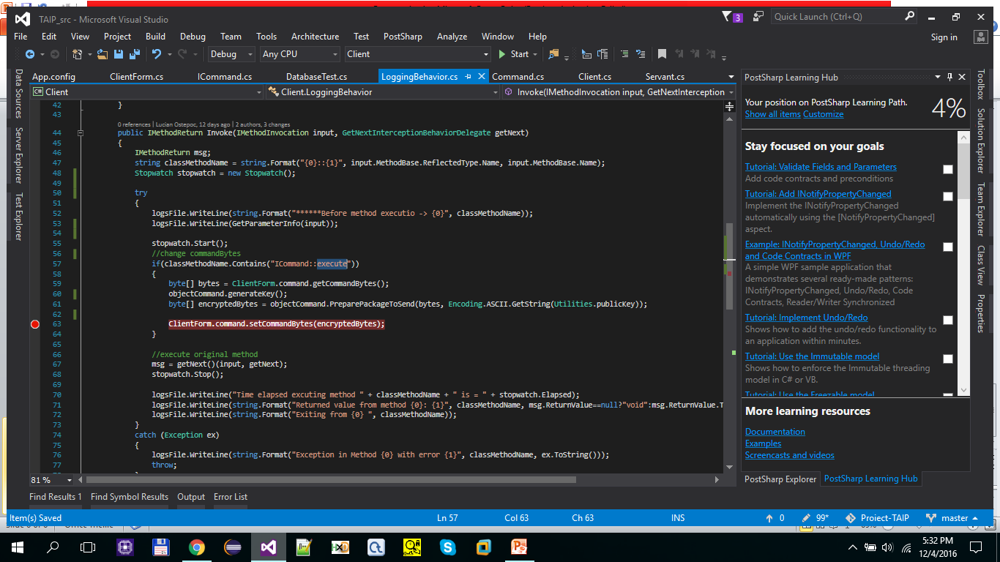 TAIP_src - Microsoft Visual Studio
3
Quick Launch (Ctrl+Q)
File Edit View Project Build Debug Team Tools Architecture Test PostSharp Analyze Window Help
Sign in
Debug Any CPU Client Start
App.config ClientForm.cs ICommand.cs DatabaseTest.cs LoggingBehavior.cs Command.cs Client.cs Servant.cs
Client Client.LoggingBehavior Invoke(IMethodInvocation input, GetNextInterception
Data Sources
Server Explorer
Test Explorer
42 }
43
0 references | Lucian Ostepoc, 12 days ago | 2 authors, 3 changes
44 public IMethodReturn Invoke(IMethodInvocation input, GetNextInterceptionBehaviorDelegate getNext)
45 {
46 IMethodReturn msg;
47 string classMethodName = string.Format("{0}::{1}", input.MethodBase.ReflectedType.Name, input.MethodBase.Name);
48 Stopwatch stopwatch = new Stopwatch();
49
50 try
51 {
52 logsFile.WriteLine(string.Format("******Before method executio -> {0}", classMethodName));
53 logsFile.WriteLine(GetParameterInfo(input));
54
55 stopwatch.Start();
56 //change commandBytes
57 if(classMethodName.Contains("ICommand::execute"))
58 {
59 byte[] bytes = ClientForm.command.getCommandBytes();
60 objectCommand.generateKey();
61 byte[] encryptedBytes = objectCommand.PreparePackageToSend(bytes, Encoding.ASCII.GetString(Utilities.publicKey));
62
63 ClientForm.command.setCommandBytes(encryptedBytes);
64 }
65
66 //execute original method
67 msg = getNext()(input, getNext);
68 stopwatch.Stop();
69
70 logsFile.WriteLine("Time elapsed excuting method " + classMethodName + " is = " + stopwatch.Elapsed);
71 logsFile.WriteLine(string.Format("Returned value from method {0}: {1}", classMethodName, msg.ReturnValue==null?"void":msg.ReturnValue.T
72 logsFile.WriteLine(string.Format("Exiting from {0} ", classMethodName));
73 }
74 catch (Exception ex)
75 {
76 logsFile.WriteLine(string.Format("Exception in Method {0} with error {1}", classMethodName, ex.ToString()));
77 throw;
81 %
PostSharp Learning Hub
Your position on PostSharp Learning Path.
Show all items Customize
4%
Stay focused on your goals
Tutorial: Validate Fields and Parameters
Add code contracts and preconditions
Tutorial: Add INotifyPropertyChanged
Implement the INotifyPropertyChanged
automatically using the [NotifyPropertyChanged]
aspect.
Example: INotifyPropertyChanged, Undo/Redo
and Code Contracts in WPF
A simple WPF sample application that
demonstrates several ready-made patterns:
INotifyPropertyChanged, Undo/Redo, Code
Contracts, Reader/Writer Synchronized
Tutorial: Implement Undo/Redo
Shows how to add the undo/redo functionality to
an application within minutes.
Tutorial: Use the Immutable model
Shows how to enforce the Immutable threading
model in C# or VB.
Tutorial: Use the Freezable model
More learning resources
Documentation
Examples
Screencasts and videos
PostSharp Explorer PostSharp Learning Hub
Toolbox
Solution Explorer
Team Explorer
Class View
Properties
Find Results 1 Find Symbol Results Output Error List
Item(s) Saved Ln 57 Col 63 Ch 63 INS 0 99* Project-TAIP master
5:32 PM
12/4/2016